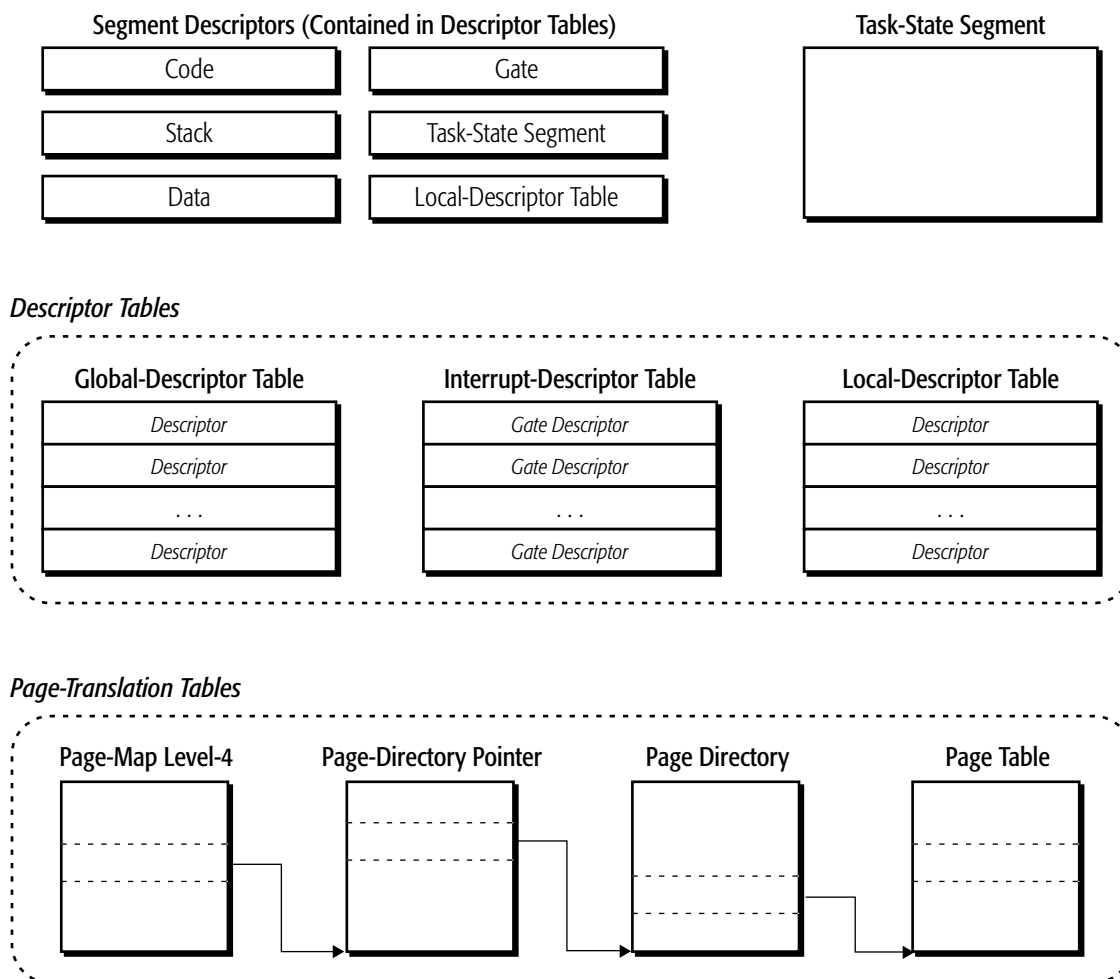 Segment Descriptors (Contained in Descriptor Tables)
Task-State Segment
Code
Gate
Stack
Task-State Segment
Data
Local-Descriptor Table
Descriptor Tables
Global-Descriptor Table
Interrupt-Descriptor Table
Local-Descriptor Table
Descriptor
Gate Descriptor
Descriptor
Descriptor
Gate Descriptor
Descriptor
. . .
. . .
. . .
Descriptor
Gate Descriptor
Descriptor
Page-Translation Tables
Page-Map Level-4
Page-Directory Pointer
Page Directory
Page Table